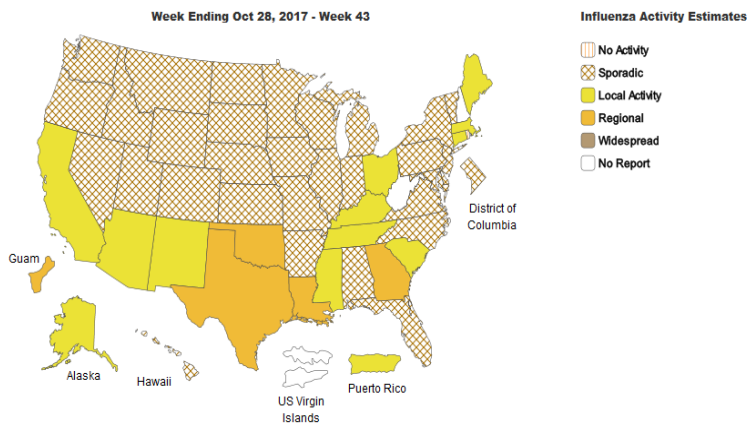 Week Ending Oct 28, 2017 - Week 43
Influenza Activity Estimates
No Activity
Sporadic
Local Activity
Regional
Widespread
No Report
District of
Columbia
Guam
Alaska
Hawaii
US Virgin
Islands
Puerto Rico